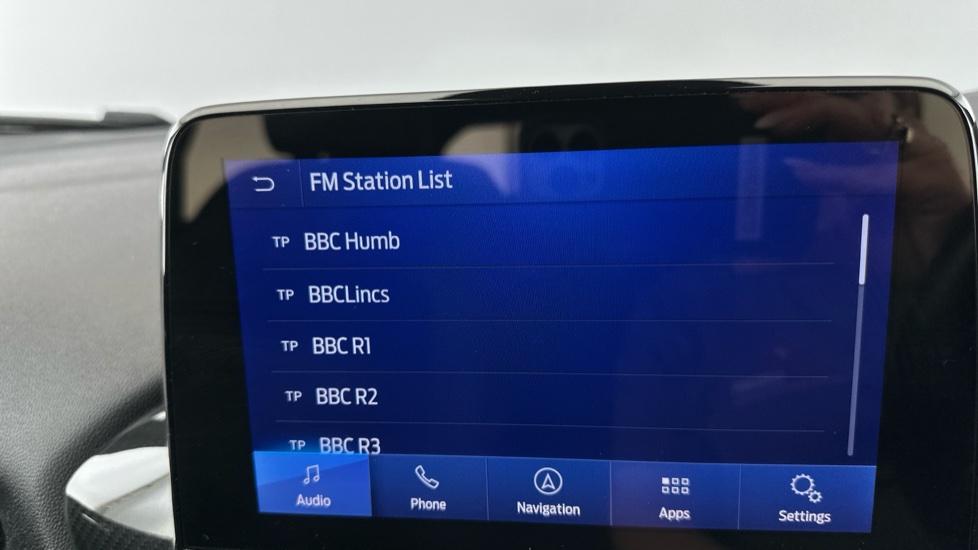 FM Station List
TP BBC Humb
TP BBCLincs
TP BBC R1
TP BBC R2
TP BBC R3
Audio Phone Navigation Apps Settings